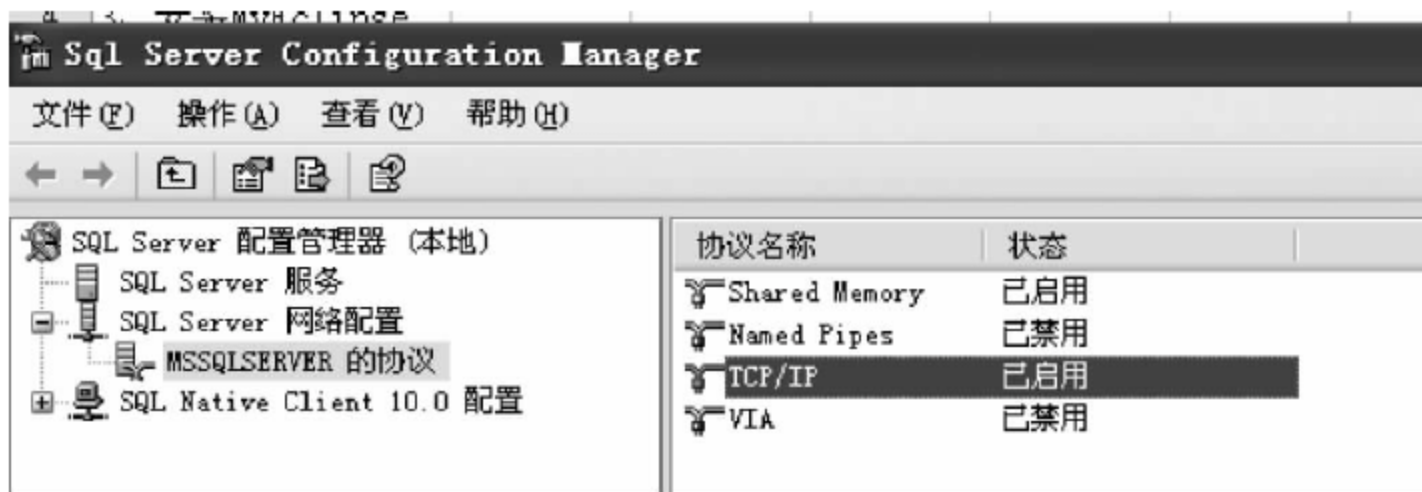 Sql Server Configuration Manager
文件(F) 操作(A) 查看(V) 帮助(H)
SQL Server 配置管理器 (本地)
SQL Server 服务
SQL Server 网络配置
MSSQLSERVER 的协议
SQL Native Client 10.0 配置
协议名称 状态
Shared Memory 已启用
Named Pipes 已禁用
TCP/IP 已启用
VIA 已禁用